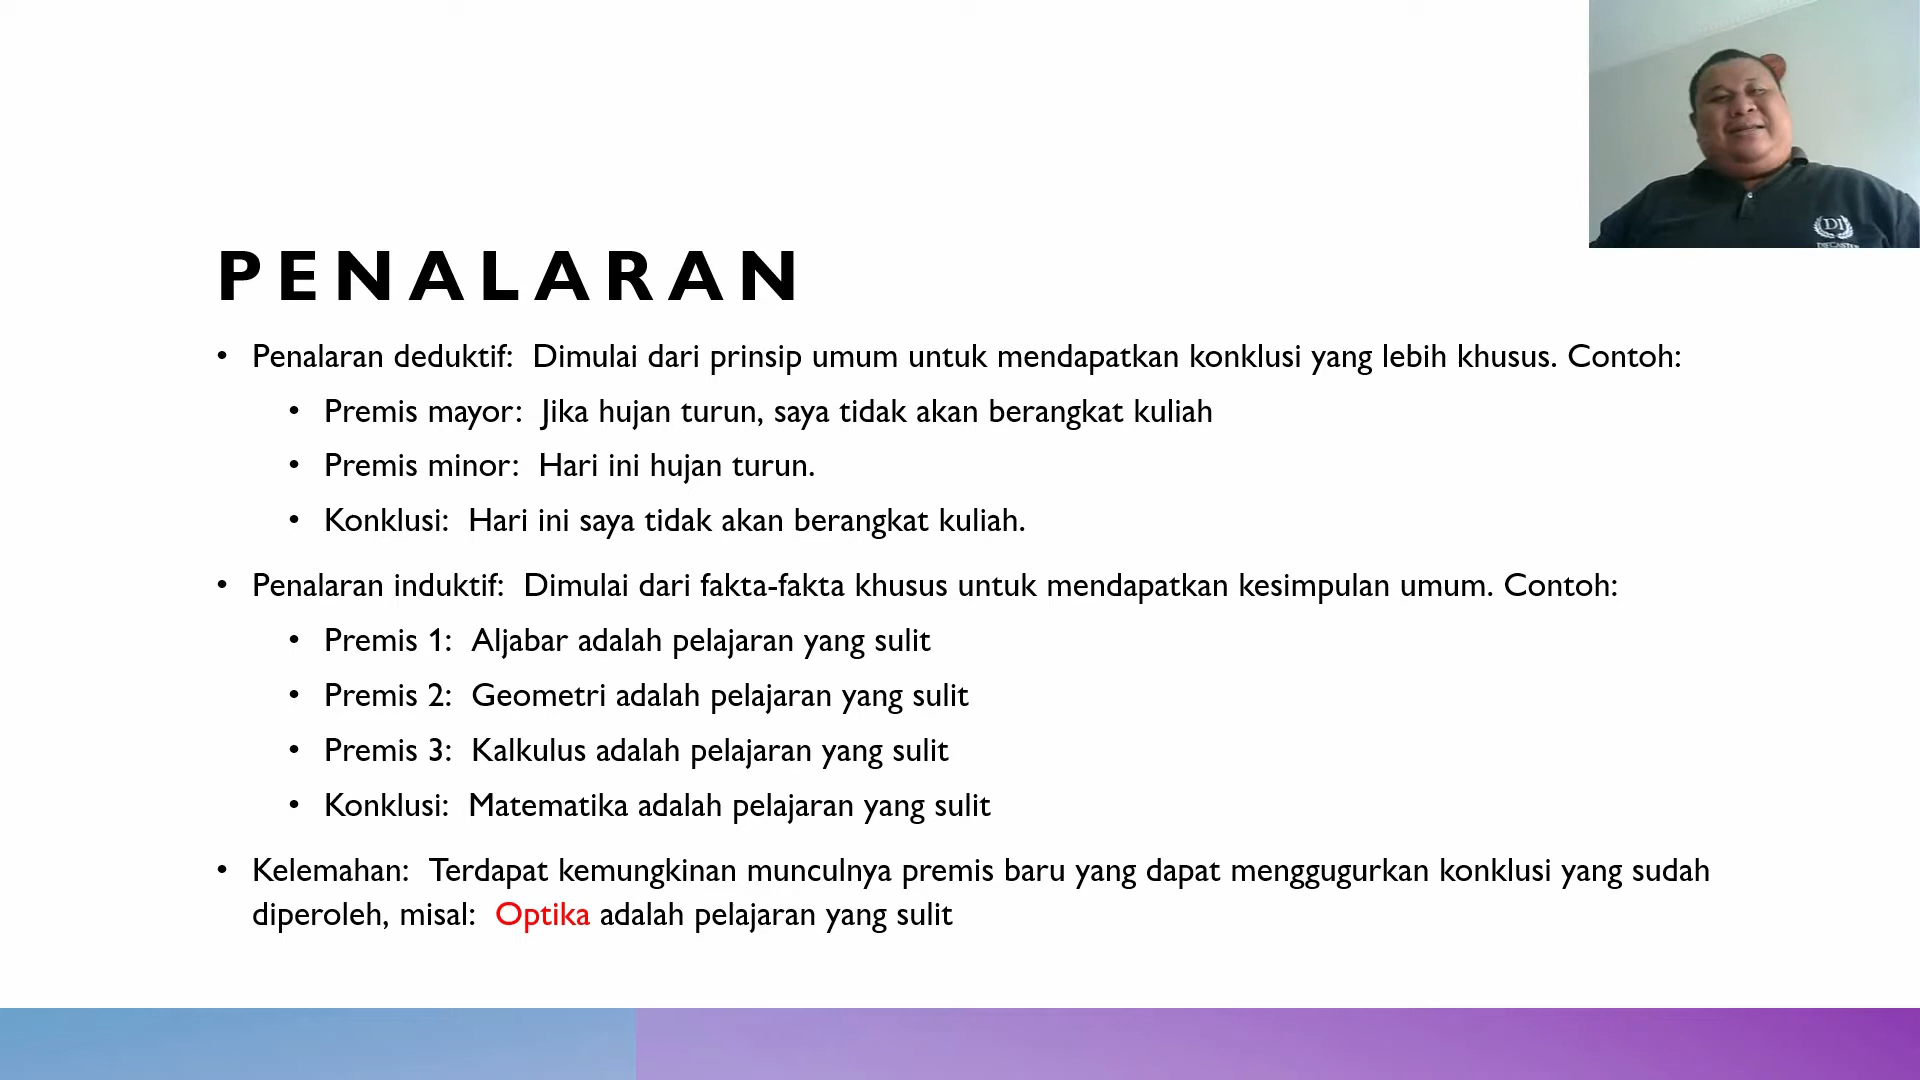 PENALARAN
• Penalaran deduktif: Dimulai dari prinsip umum untuk mendapatkan konklusi yang lebih khusus. Contoh:
• Premis mayor: Jika hujan turun, saya tidak akan berangkat kuliah
• Premis minor: Hari ini hujan turun.
• Konklusi: Hari ini saya tidak akan berangkat kuliah.
• Penalaran induktif: Dimulai dari fakta-fakta khusus untuk mendapatkan kesimpulan umum. Contoh:
• Premis 1: Aljabar adalah pelajaran yang sulit
• Premis 2: Geometri adalah pelajaran yang sulit
• Premis 3: Kalkulus adalah pelajaran yang sulit
• Konklusi: Matematika adalah pelajaran yang sulit
• Kelemahan: Terdapat kemungkinan munculnya premis baru yang dapat menggugurkan konklusi yang sudah
diperoleh, misal: Optika adalah pelajaran yang sulit
DI